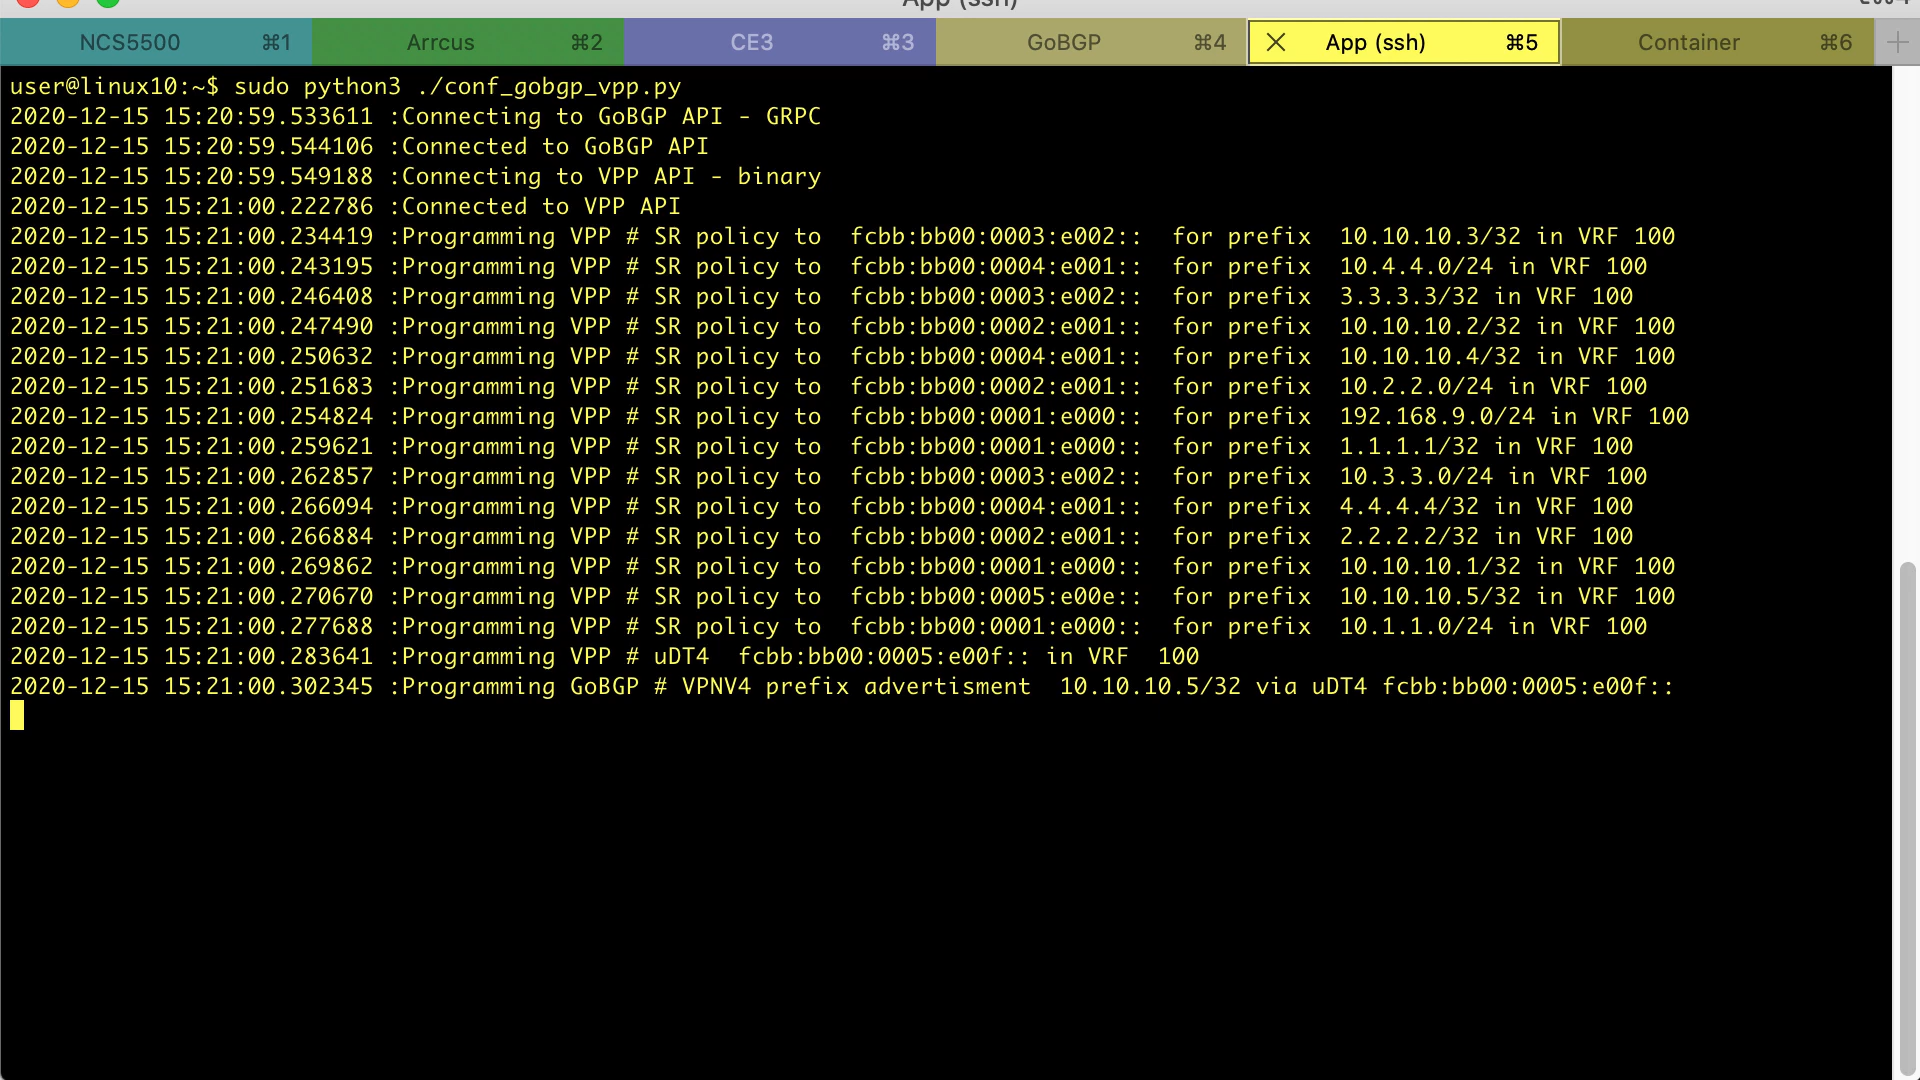 App (ssh)
NCS5500 ⌘1 Arrcus ⌘2 CE3 ⌘3 GoBGP ⌘4 App (ssh) ⌘5 Container ⌘6
user@linux10:~$ sudo python3 ./conf_gobgp_vpp.py
2020-12-15 15:20:59.533611 :Connecting to GoBGP API - GRPC
2020-12-15 15:20:59.544106 :Connected to GoBGP API
2020-12-15 15:20:59.549188 :Connecting to VPP API - binary
2020-12-15 15:21:00.222786 :Connected to VPP API
2020-12-15 15:21:00.234419 :Programming VPP # SR policy to  fcbb:bb00:0003:e002::  for prefix  10.10.10.3/32 in VRF 100
2020-12-15 15:21:00.243195 :Programming VPP # SR policy to  fcbb:bb00:0004:e001::  for prefix  10.4.4.0/24 in VRF 100
2020-12-15 15:21:00.246408 :Programming VPP # SR policy to  fcbb:bb00:0003:e002::  for prefix  3.3.3.3/32 in VRF 100
2020-12-15 15:21:00.247490 :Programming VPP # SR policy to  fcbb:bb00:0002:e001::  for prefix  10.10.10.2/32 in VRF 100
2020-12-15 15:21:00.250632 :Programming VPP # SR policy to  fcbb:bb00:0004:e001::  for prefix  10.10.10.4/32 in VRF 100
2020-12-15 15:21:00.251683 :Programming VPP # SR policy to  fcbb:bb00:0002:e001::  for prefix  10.2.2.0/24 in VRF 100
2020-12-15 15:21:00.254824 :Programming VPP # SR policy to  fcbb:bb00:0001:e000::  for prefix  192.168.9.0/24 in VRF 100
2020-12-15 15:21:00.259621 :Programming VPP # SR policy to  fcbb:bb00:0001:e000::  for prefix  1.1.1.1/32 in VRF 100
2020-12-15 15:21:00.262857 :Programming VPP # SR policy to  fcbb:bb00:0003:e002::  for prefix  10.3.3.0/24 in VRF 100
2020-12-15 15:21:00.266094 :Programming VPP # SR policy to  fcbb:bb00:0004:e001::  for prefix  4.4.4.4/32 in VRF 100
2020-12-15 15:21:00.266884 :Programming VPP # SR policy to  fcbb:bb00:0002:e001::  for prefix  2.2.2.2/32 in VRF 100
2020-12-15 15:21:00.269862 :Programming VPP # SR policy to  fcbb:bb00:0001:e000::  for prefix  10.10.10.1/32 in VRF 100
2020-12-15 15:21:00.270670 :Programming VPP # SR policy to  fcbb:bb00:0005:e00e::  for prefix  10.10.10.5/32 in VRF 100
2020-12-15 15:21:00.277688 :Programming VPP # SR policy to  fcbb:bb00:0001:e000::  for prefix  10.1.1.0/24 in VRF 100
2020-12-15 15:21:00.283641 :Programming VPP # uDT4  fcbb:bb00:0005:e00f:: in VRF  100
2020-12-15 15:21:00.302345 :Programming GoBGP # VPNV4 prefix advertisment  10.10.10.5/32 via uDT4 fcbb:bb00:0005:e00f::